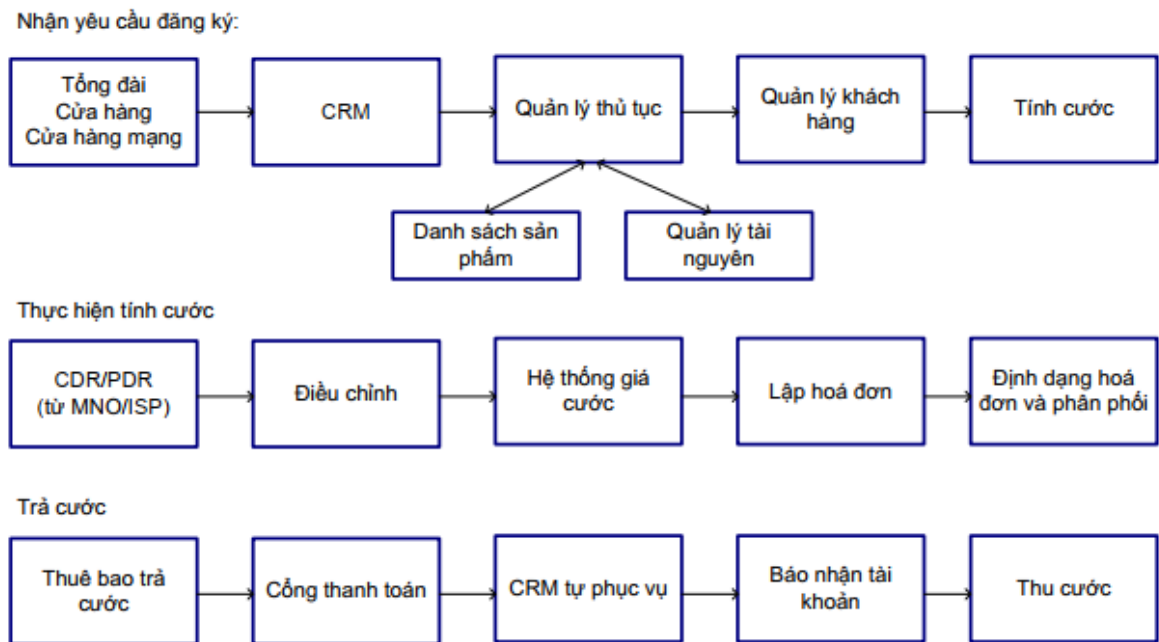 Nhận yêu cầu đăng ký:
Tổng đài
Cửa hàng
Cửa hàng mạng
CRM
Quản lý thủ tục
Quản lý khách
hàng
Tính cước
Danh sách sản
phẩm
Quản lý tài
nguyên
Thực hiện tính cước
CDR/PDR
(từ MNO/ISP)
Điều chỉnh
Hệ thống giá
cước
Lập hoá đơn
Định dạng hoá
đơn và phân phối
Trả cước
Thuê bao trả
cước
Cổng thanh toán
CRM tự phục vụ
Báo nhận tài
khoản
Thu cước